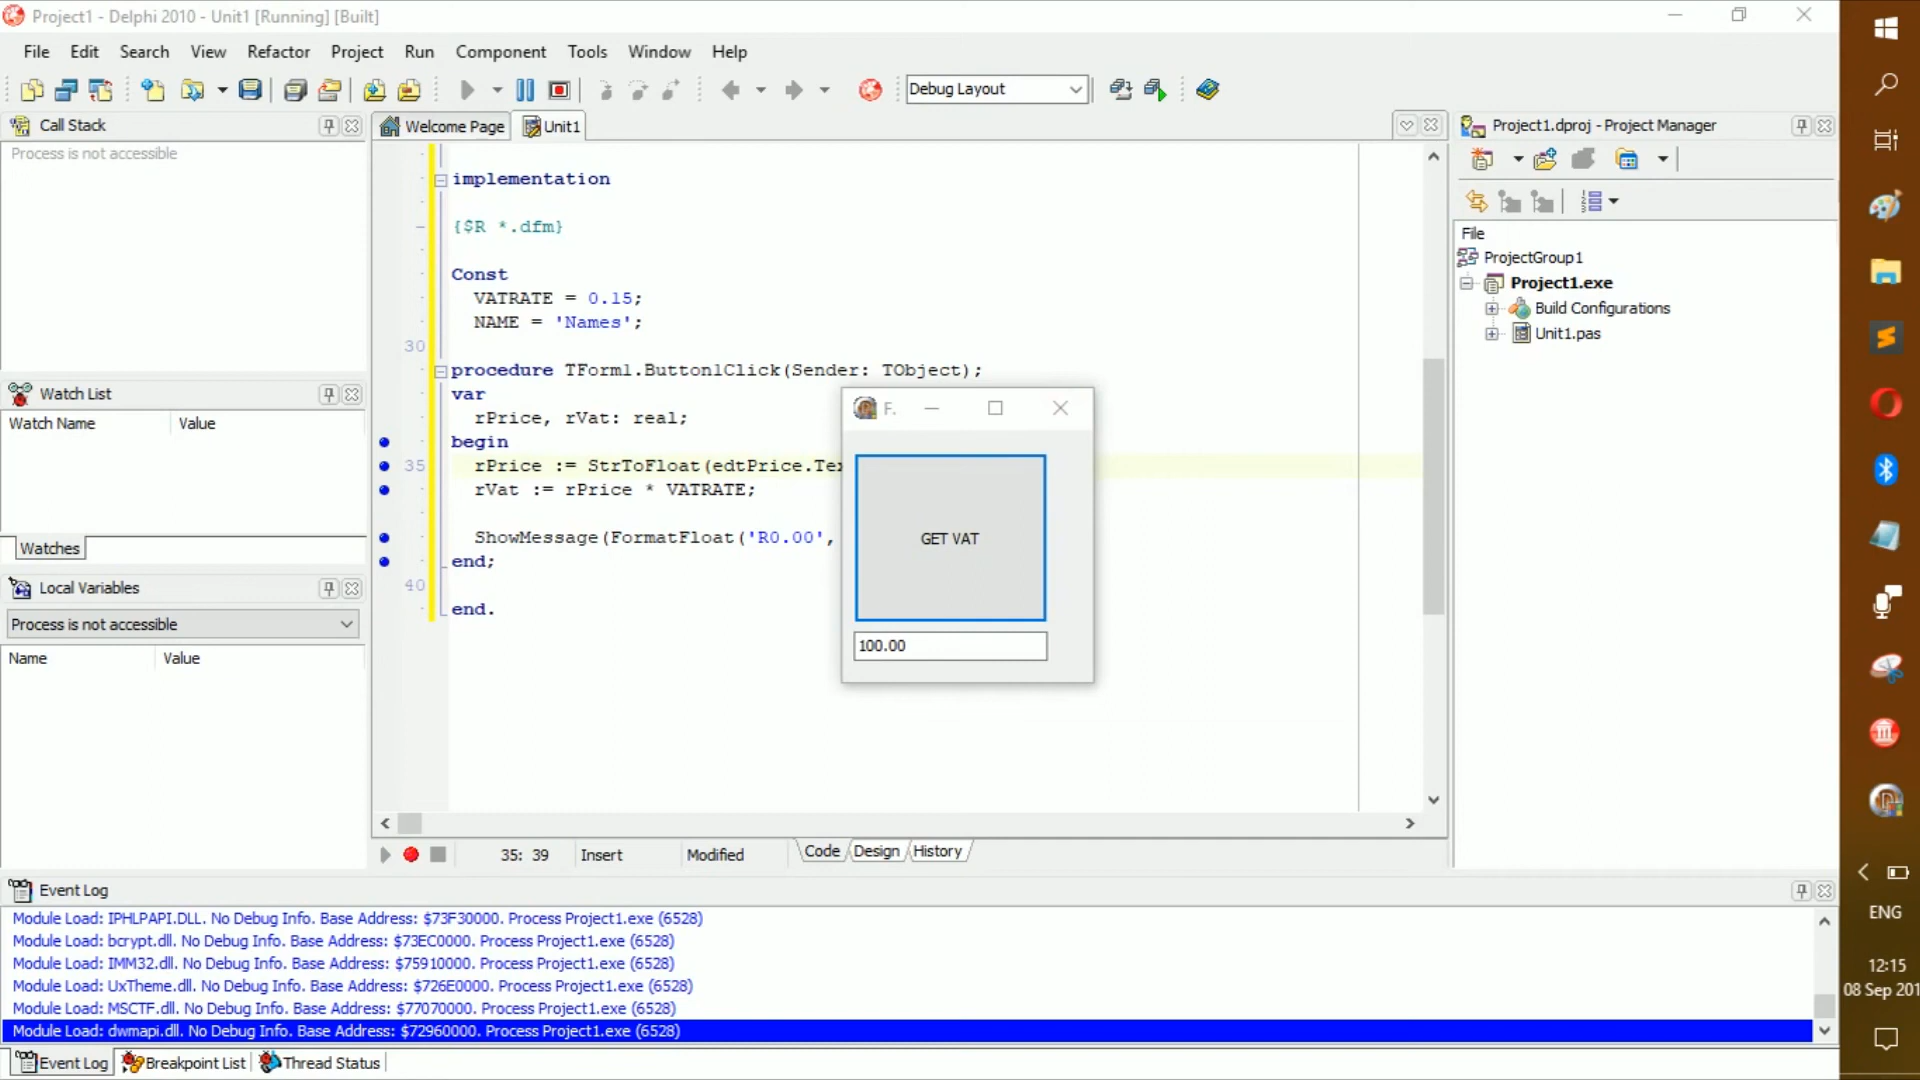 Project1 - Delphi 2010 - Unit1 [Running] [Built]
File Edit Search View Refactor Project Run Component Tools Window Help
Debug Layout
Call Stack
Process is not accessible
Welcome Page
Unit1
Project1.dproj - Project Manager
implementation
{$R *.dfm}
Const
VATRATE = 0.15;
NAME = 'Names';
30
procedure TForm1.Button1Click(Sender: TObject);
var
rPrice, rVat: real;
begin
35 rPrice := StrToFloat(edtPrice.Tex
rVat := rPrice * VATRATE;
ShowMessage(FormatFloat('R0.00',
end;
40
end.
F.
GET VAT
100.00
File
ProjectGroup1
Project1.exe
Build Configurations
Unit1.pas
Watch List
Watch Name Value
Watches
Local Variables
Process is not accessible
Name Value
35: 39 Insert Modified
Code Design History
Event Log
Module Load: IPHLPAPI.DLL. No Debug Info. Base Address: $73F30000. Process Project1.exe (6528)
Module Load: bcrypt.dll. No Debug Info. Base Address: $73EC0000. Process Project1.exe (6528)
Module Load: IMM32.dll. No Debug Info. Base Address: $75910000. Process Project1.exe (6528)
Module Load: UxTheme.dll. No Debug Info. Base Address: $726E0000. Process Project1.exe (6528)
Module Load: MSCTF.dll. No Debug Info. Base Address: $77070000. Process Project1.exe (6528)
Module Load: dwmapi.dll. No Debug Info. Base Address: $72960000. Process Project1.exe (6528)
Event Log Breakpoint List Thread Status
ENG
12:15
08 Sep 201